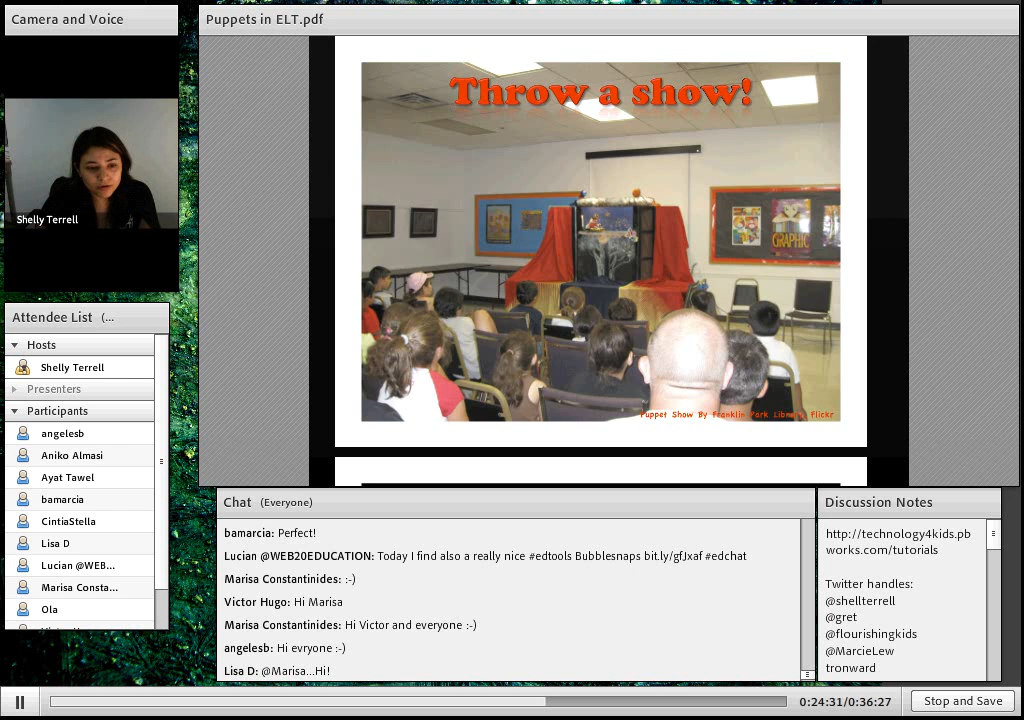 Camera and Voice
Puppets in ELT.pdf
Throw a show!
Shelly Terrell
GRAPHIC
Puppet Show By Franklin Park Library, flickr
Attendee List (...
Hosts
Shelly Terrell
Presenters
Participants
angelesb
Aniko Almasi
Ayat Tawel
bamarcia
CintiaStella
Lisa D
Lucian @WEB...
Marisa Consta...
Ola
Chat (Everyone)
bamarcia: Perfect!
Lucian @WEB20EDUCATION: Today I find also a really nice #edtools Bubblesnaps bit.ly/gfJxaf #edchat
Marisa Constantinides: :-)
Victor Hugo: Hi Marisa
Marisa Constantinides: Hi Victor and everyone :-)
angelesb: Hi evryone :-)
Lisa D: @Marisa...Hi!
Discussion Notes
http://technology4kids.pb
works.com/tutorials
Twitter handles:
@shellterrell
@gret
@flourishingkids
@MarcieLew
tronward
0:24:31/0:36:27
Stop and Save